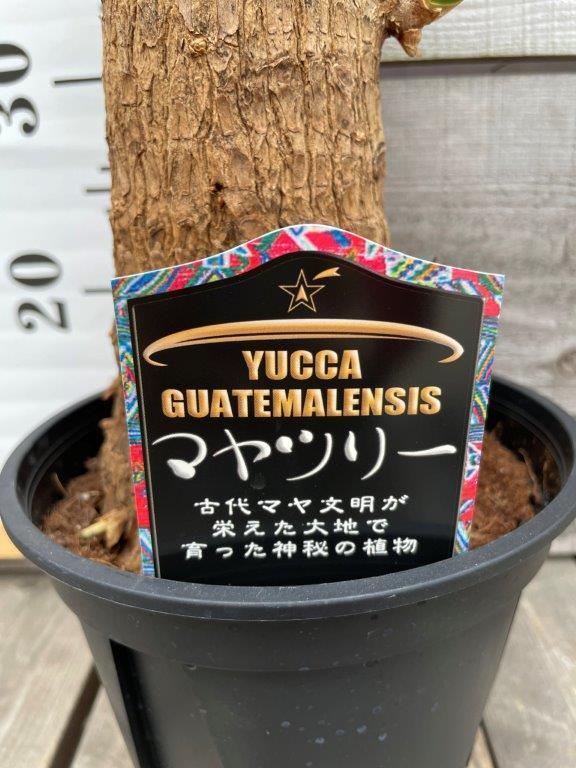 30
20
YUCCA
GUATEMALENSIS
マヤツリー
古代マヤ文明が
栄えた大地で
育った神秘の植物